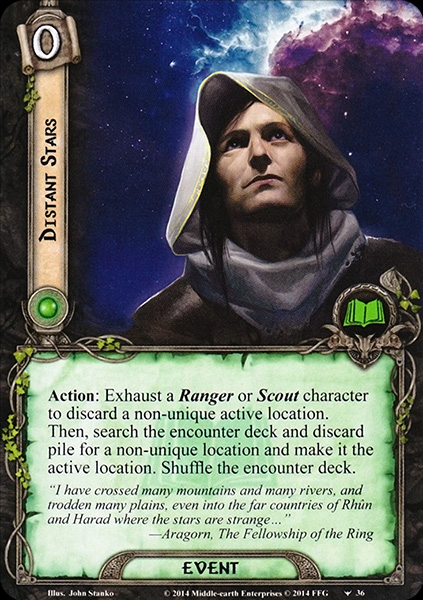 0
DISTANT STARS
Action: Exhaust a Ranger or Scout character
to discard a non-unique active location.
Then, search the encounter deck and discard
pile for a non-unique location and make it the
active location. Shuffle the encounter deck.
“I have crossed many mountains and many rivers, and
trodden many plains, even into the far countries of Rhûn
and Harad where the stars are strange…”
—Aragorn, The Fellowship of the Ring
EVENT
Illus. John Stanko © 2014 Middle-earth Enterprises © 2014 FFG 36